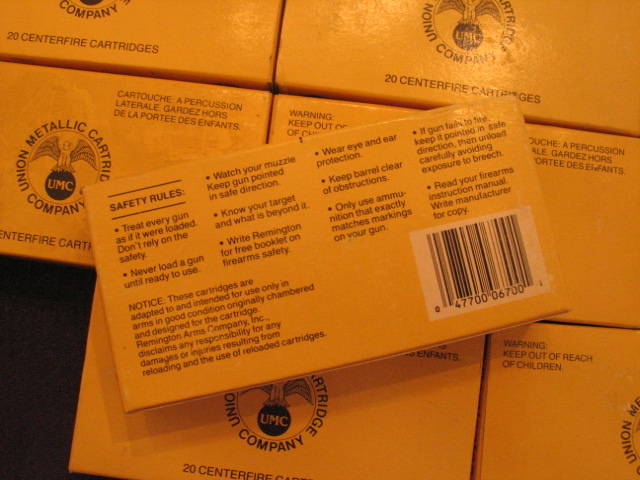 COMPANY
20 CENTERFIRE CARTRIDGES
UNION METALLIC CARTRIDGE
UMC
COMPANY
20 CENTERFIRE CARTRIDGES
UNION METALLIC CARTRIDGE
UMC
COMPANY
CARTOUCHE: A PERCUSSION
LATERALE. GARDEZ HORS
DE LA PORTEE DES ENFANTS.
WARNING:
KEEP OUT OF
PERCUSSION
HORS
DES ENFANTS.
SAFETY RULES:
• Treat every gun
as if it were loaded.
Don't rely on the
safety.
• Never load a gun
until ready to use.
• Watch your muzzle
Keep gun pointed
in safe direction.
• Know your target
and what is beyond it.
• Write Remington
for free booklet on
firearms safety.
• Wear eye and ear
protection.
• Keep barrel clear
of obstructions.
• Only use ammu-
nition that exactly
matches markings
on your gun.
• If gun fails to fire,
keep it pointed in safe
direction, then unload
carefully avoiding
exposure to breech.
• Read your firearms
instruction manual.
Write manufacturer
for copy.
NOTICE: These cartridges are
adapted to and intended for use only in
arms in good condition originally chambered
and designed for the cartridge.
Remington Arms Company, Inc.,
disclaims any responsibility for any
damages or injuries resulting from
reloading and the use of reloaded cartridges.
0 47700 06700 1
ENFANTS.
WARNING:
KEEP OUT OF REACH
OF CHILDREN.
UNION
CARTRIDGE
UMC
COMPANY
20 CENTERFIRE
UNION